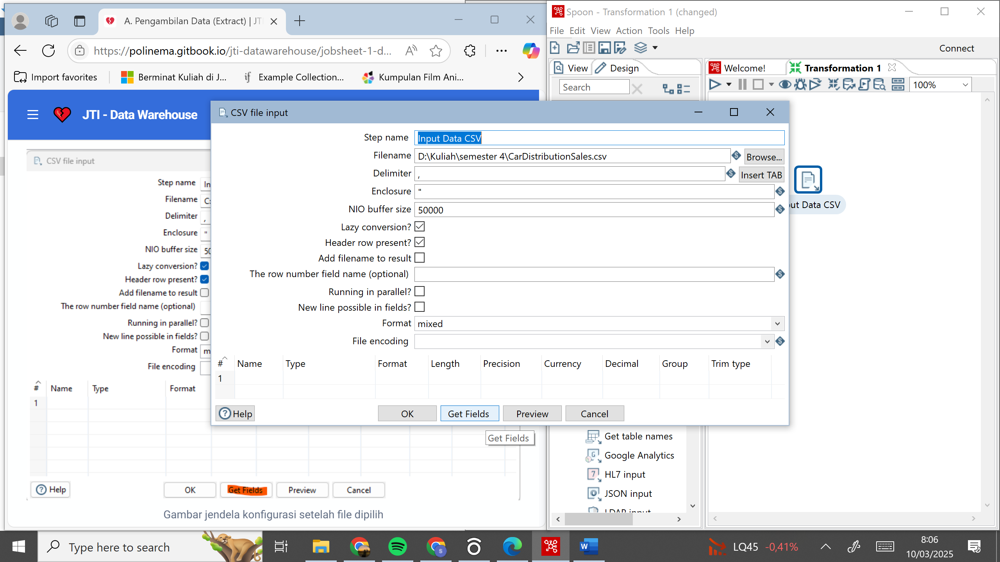 A. Pengambilan Data (Extract) | JTI
https://polinema.gitbook.io/jti-datawarehouse/jobsheet-1-d...
Import favorites
Berminat Kuliah di J...
Example Collection...
Kumpulan Film Ani...
JTI - Data Warehouse
CSV file input
Step name In
Filename C:
Delimiter ,
Enclosure "
NIO buffer size 50
Lazy conversion?
Header row present?
Add filename to result
The row number field name (optional)
Running in parallel?
New line possible in fields?
Format m
File encoding
# Name Type Format
1
Help OK Get Fields Preview Cancel
Gambar jendela konfigurasi setelah file dipilih
Spoon - Transformation 1 (changed)
File Edit View Action Tools Help
Connect
View Design
Search
Welcome! Transformation 1
100%
ut Data CSV
CSV file input
Step name Input Data CSV
Filename D:\Kuliah\semester 4\CarDistributionSales.csv Browse...
Delimiter , Insert TAB
Enclosure "
NIO buffer size 50000
Lazy conversion?
Header row present?
Add filename to result
The row number field name (optional)
Running in parallel?
New line possible in fields?
Format mixed
File encoding
# Name Type Format Length Precision Currency Decimal Group Trim type
1
Help OK Get Fields Preview Cancel
Get Fields
Get table names
Google Analytics
HL7 input
JSON input
LDAP input
Type here to search
LQ45 -0,41%
8:06
10/03/2025